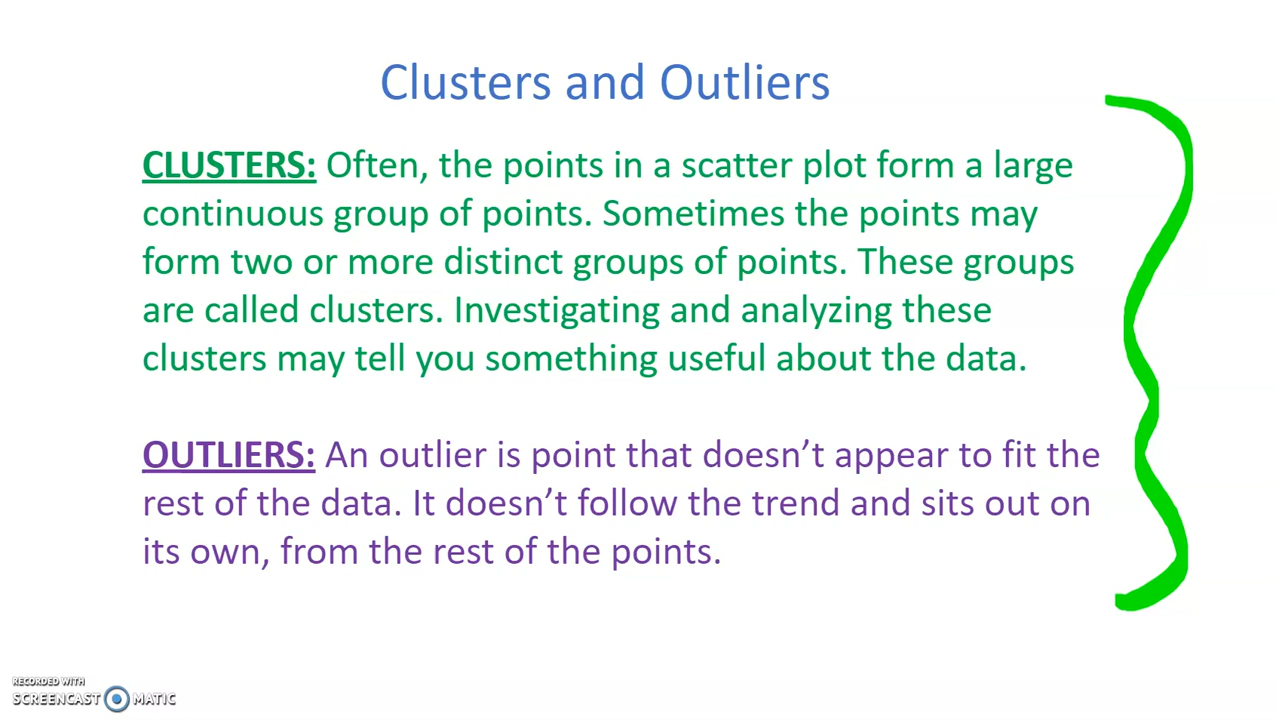 Clusters and Outliers
CLUSTERS: Often, the points in a scatter plot form a large
continuous group of points. Sometimes the points may
form two or more distinct groups of points. These groups
are called clusters. Investigating and analyzing these
clusters may tell you something useful about the data.
OUTLIERS: An outlier is point that doesn’t appear to fit the
rest of the data. It doesn’t follow the trend and sits out on
its own, from the rest of the points.
RECORDED WITH
SCREENCAST MATIC